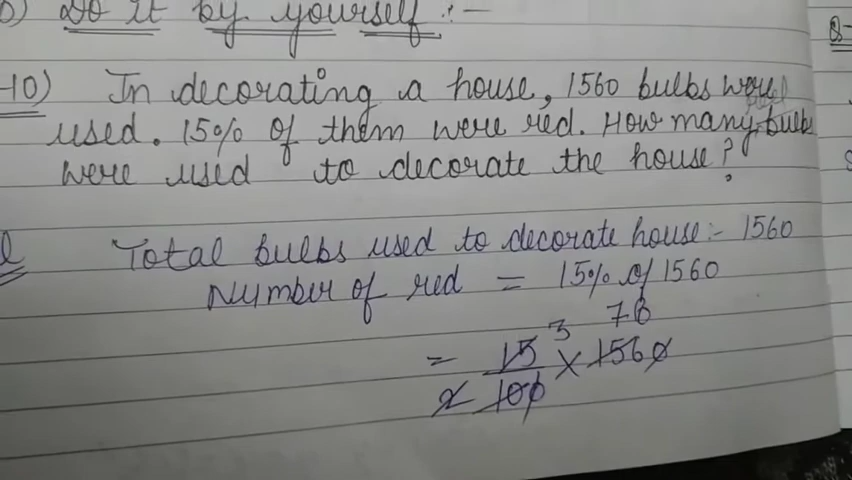 b) Do it by yourself :-
-10) In decorating a house, 1560 bulbs were
used. 15% of them were red. How many bulbs
were used to decorate the house?
Total bulbs used to decorate house :- 1560
Number of red = 15% of 1560
3 78
= 15 × 1560
2 100